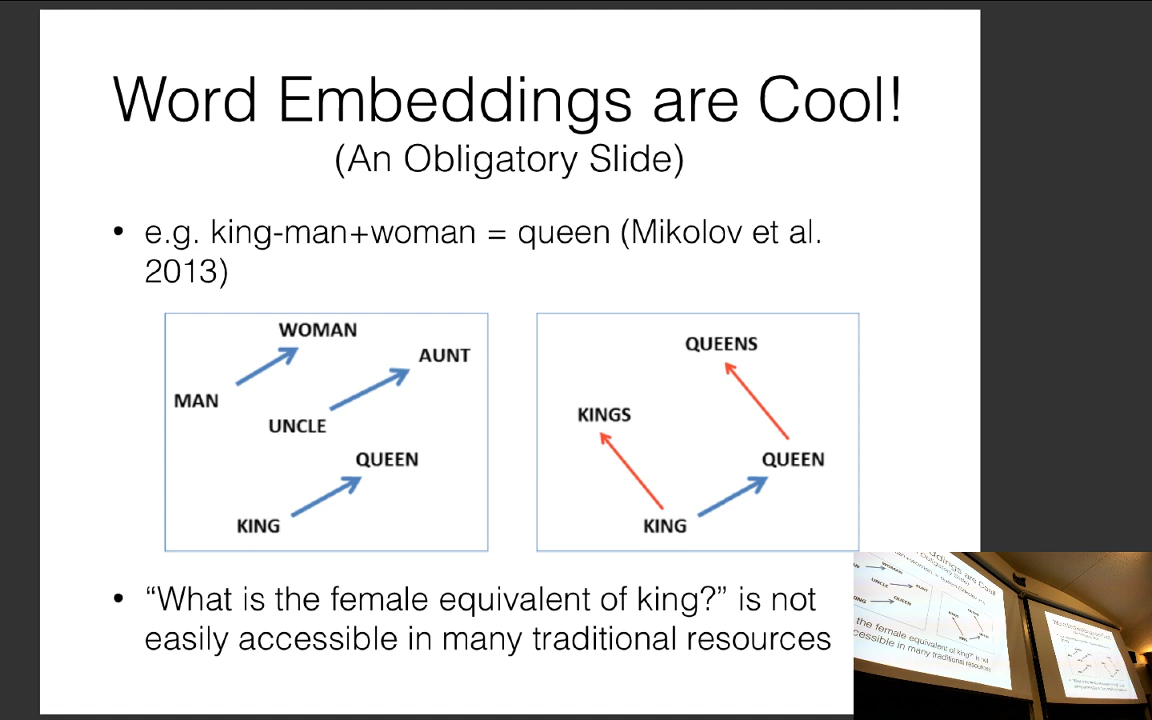 Word Embeddings are Cool!
(An Obligatory Slide)
• e.g. king-man+woman = queen (Mikolov et al.
2013)
WOMAN
AUNT
MAN
UNCLE
QUEEN
KING
QUEENS
KINGS
QUEEN
KING
• “What is the female equivalent of king?” is not
easily accessible in many traditional resources